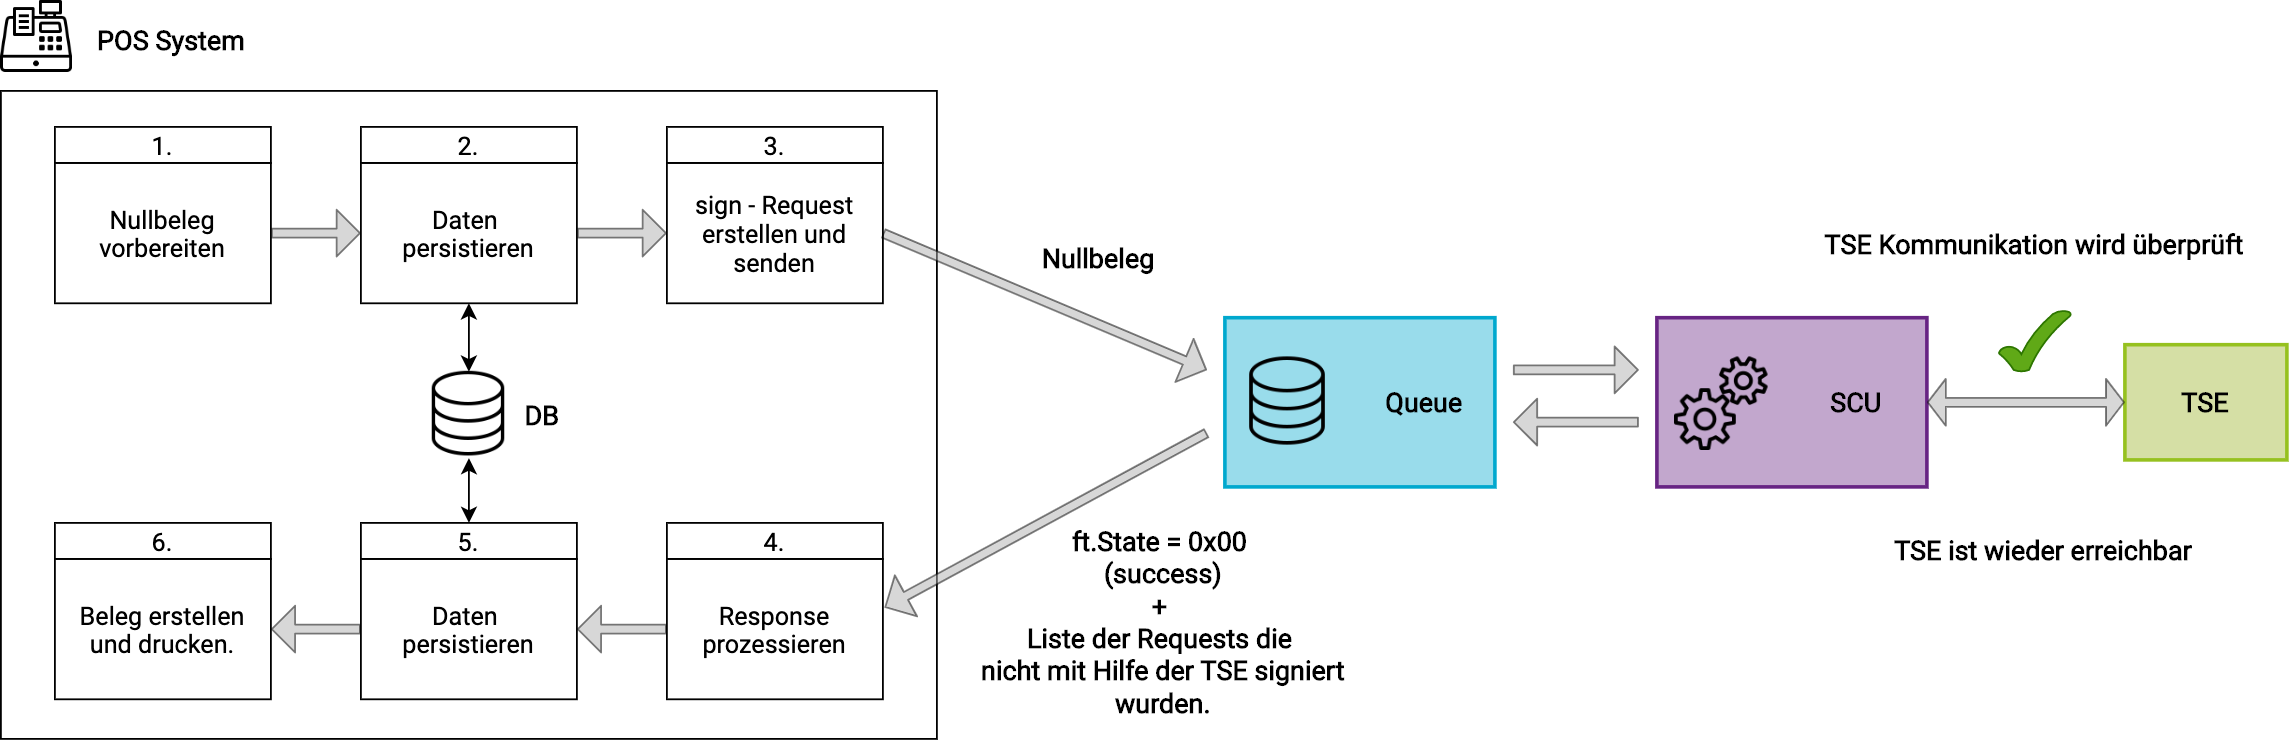 POS System
1.
Nullbeleg
vorbereiten
2.
Daten
persistieren
3.
sign - Request
erstellen und
senden
Nullbeleg
TSE Kommunikation wird überprüft
DB
Queue
SCU
TSE
6.
Beleg erstellen
und drucken.
5.
Daten
persistieren
4.
Response
prozessieren
ft.State = 0x00
(success)
+
Liste der Requests die
nicht mit Hilfe der TSE signiert
wurden.
TSE ist wieder erreichbar